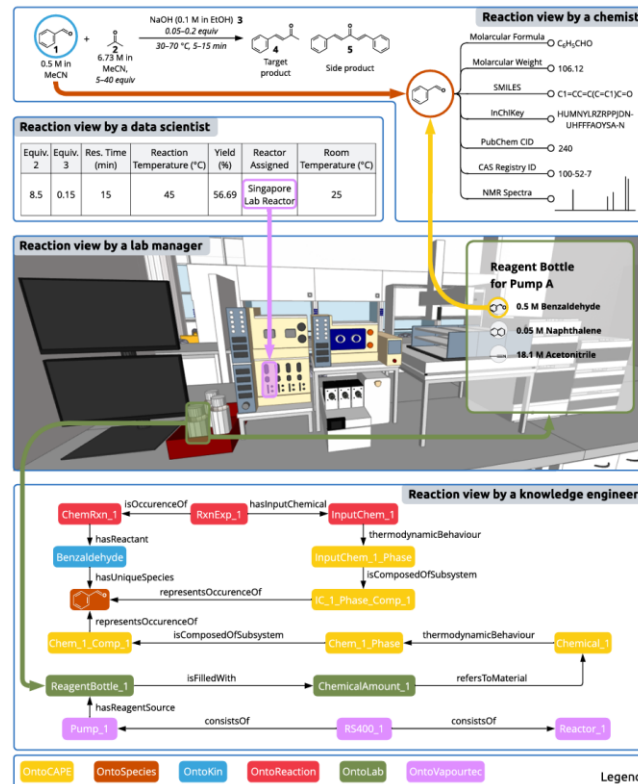 Reaction view by a chemist
NaOH (0.1 M in EtOH) 3
0.05–0.2 equiv
30–70 °C, 5–15 min
1
+
2
4
5
0.5 M in
MeCN
6.73 M in
MeCN,
5–40 equiv
Target
product
Side product
Molarcular Formula
C₆H₅CHO
Molarcular Weight
106.12
SMILES
C1=CC=C(C=C1)C=O
InChIKey
HUMNYLRZRPPJDN-
UHFFFAOYSA-N
PubChem CID
240
CAS Registry ID
100-52-7
NMR Spectra
Reaction view by a data scientist
Equiv. 2 Equiv. 3 Res. Time (min) Reaction Temperature (°C) Yield (%) Reactor Assigned Room Temperature (°C)
8.5 0.15 15 45 56.69 Singapore Lab Reactor 25
Reaction view by a lab manager
Reagent Bottle
for Pump A
0.5 M Benzaldehyde
0.05 M Naphthalene
18.1 M Acetonitrile
Reaction view by a knowledge engineer
ChemRxn_1 isOccurenceOf RxnExp_1 hasInputChemical InputChem_1
hasReactant
thermodynamicBehaviour
Benzaldehyde
InputChem_1_Phase
hasUniqueSpecies
isComposedOfSubsystem
representsOccurenceOf
IC_1_Phase_Comp_1
representsOccurenceOf
Chem_1_Comp_1 isComposedOfSubsystem Chem_1_Phase thermodynamicBehaviour Chemical_1
ReagentBottle_1 isFilledWith ChemicalAmount_1 refersToMaterial
hasReagentSource
Pump_1 consistsOf RS400_1 consistsOf Reactor_1
OntoCAPE OntoSpecies OntoKin OntoReaction OntoLab OntoVapourtec
Legend